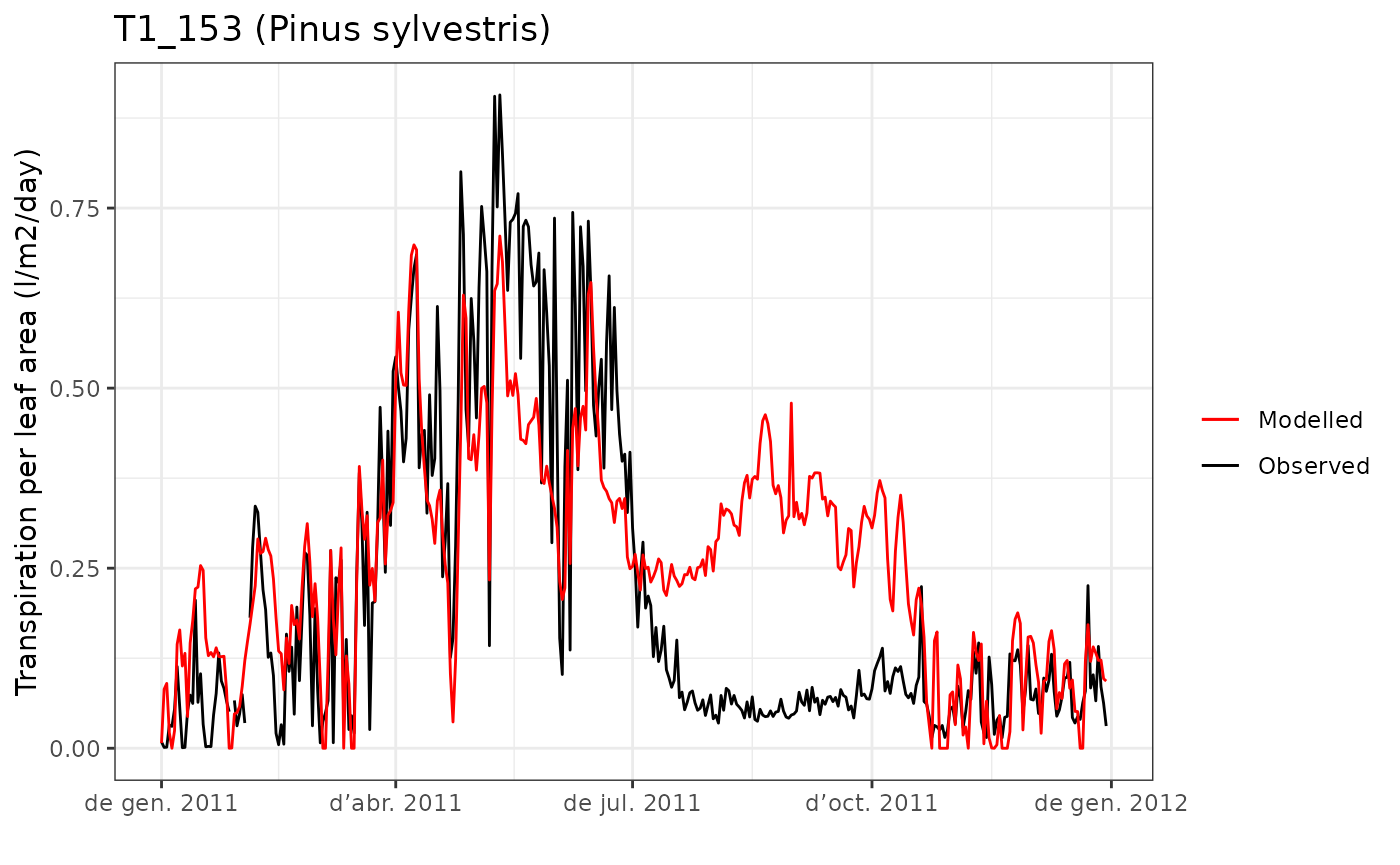 T1_153 (Pinus sylvestris)
Transpiration per leaf area (l/m2/day)
0.75
0.50
0.25
0.00
de gen. 2011
d’abr. 2011
de jul. 2011
d’oct. 2011
de gen. 2012
Modelled
Observed